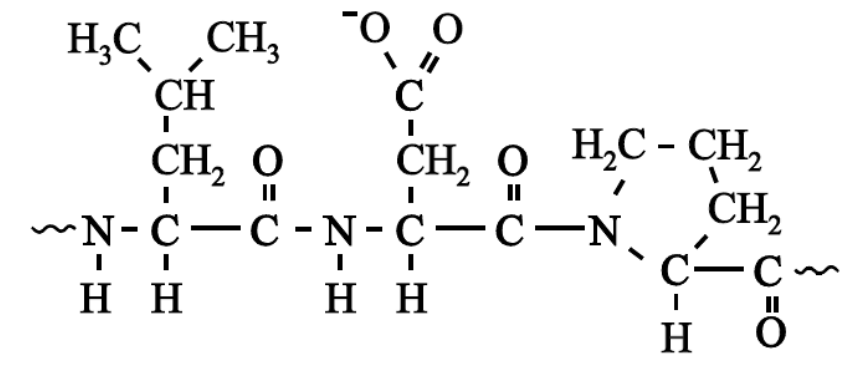 H₃C CH₃ ⁻O O
CH C
CH₂ O CH₂ O H₂C - CH₂
N - C — C - N - C — C — N CH₂
H H H H C — C
H O